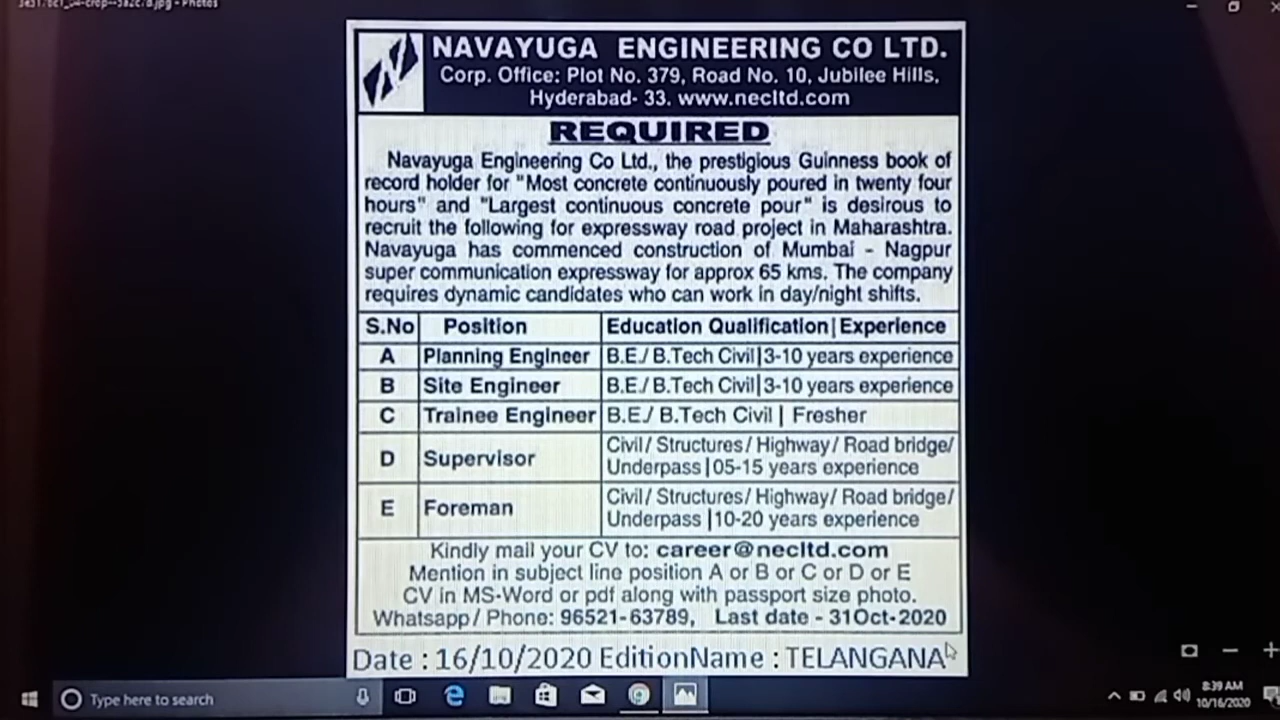 NAVAYUGA ENGINEERING CO LTD.
Corp. Office: Plot No. 379, Road No. 10, Jubilee Hills,
Hyderabad- 33. www.necltd.com
REQUIRED
Navayuga Engineering Co Ltd., the prestigious Guinness book of
record holder for "Most concrete continuously poured in twenty four
hours" and "Largest continuous concrete pour" is desirous to
recruit the following for expressway road project in Maharashtra.
Navayuga has commenced construction of Mumbai - Nagpur
super communication expressway for approx 65 kms. The company
requires dynamic candidates who can work in day/night shifts.
S.No Position Education Qualification | Experience
A Planning Engineer B.E./ B.Tech Civil | 3-10 years experience
B Site Engineer B.E./ B.Tech Civil | 3-10 years experience
C Trainee Engineer B.E./ B.Tech Civil | Fresher
D Supervisor Civil/ Structures/ Highway/ Road bridge/
Underpass | 05-15 years experience
E Foreman Civil/ Structures/ Highway/ Road bridge/
Underpass | 10-20 years experience
Kindly mail your CV to: career@necltd.com
Mention in subject line position A or B or C or D or E
CV in MS-Word or pdf along with passport size photo.
Whatsapp/ Phone: 96521-63789, Last date - 31Oct-2020
Date : 16/10/2020 EditionName : TELANGANA
Type here to search
8:39 AM
10/16/2020